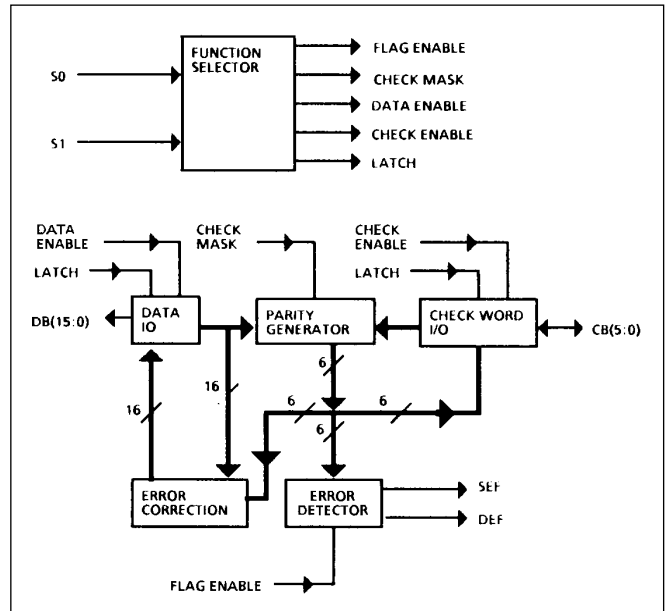 FUNCTION
SELECTOR
S0
S1
FLAG ENABLE
CHECK MASK
DATA ENABLE
CHECK ENABLE
LATCH
DATA
ENABLE
LATCH
CHECK
MASK
CHECK
ENABLE
LATCH
DB(15:0)
DATA
IO
PARITY
GENERATOR
CHECK WORD
I/O
CB(5:0)
16
16
6
6
6
6
ERROR
CORRECTION
ERROR
DETECTOR
SEF
DEF
FLAG ENABLE